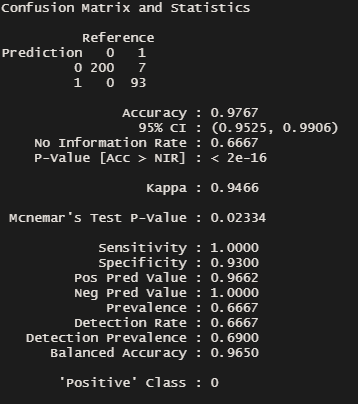 Confusion Matrix and Statistics
Reference
Prediction 0 1
0 200 7
1 0 93
Accuracy : 0.9767
95% CI : (0.9525, 0.9906)
No Information Rate : 0.6667
P-Value [Acc > NIR] : < 2e-16
Kappa : 0.9466
Mcnemar's Test P-Value : 0.02334
Sensitivity : 1.0000
Specificity : 0.9300
Pos Pred Value : 0.9662
Neg Pred Value : 1.0000
Prevalence : 0.6667
Detection Rate : 0.6667
Detection Prevalence : 0.6900
Balanced Accuracy : 0.9650
'Positive' Class : 0